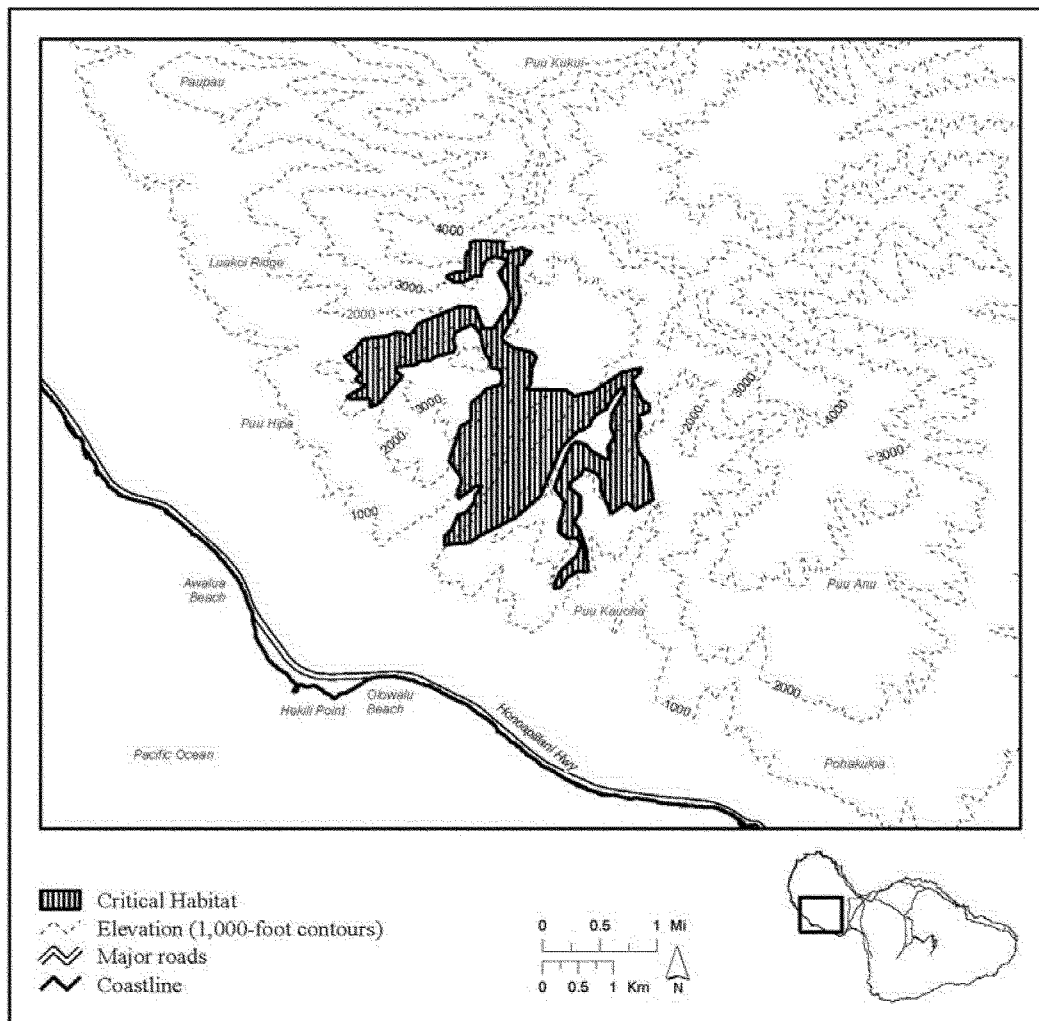 Paupau
Puu Kukui
4000
Luakoi Ridge
3000
2000
3000
3000
2000
4000
Puu Hipa
3000
2000
1000
Awalua
Beach
Puu Anu
Puu Kauoha
2000
1000
Hekili Point
Olowalu
Beach
Honoapiilani Hwy
Pacific Ocean
Pohakuloa
Critical Habitat
Elevation (1,000-foot contours)
Major roads
Coastline
0 0.5 1 Mi
0 0.5 1 Km
N